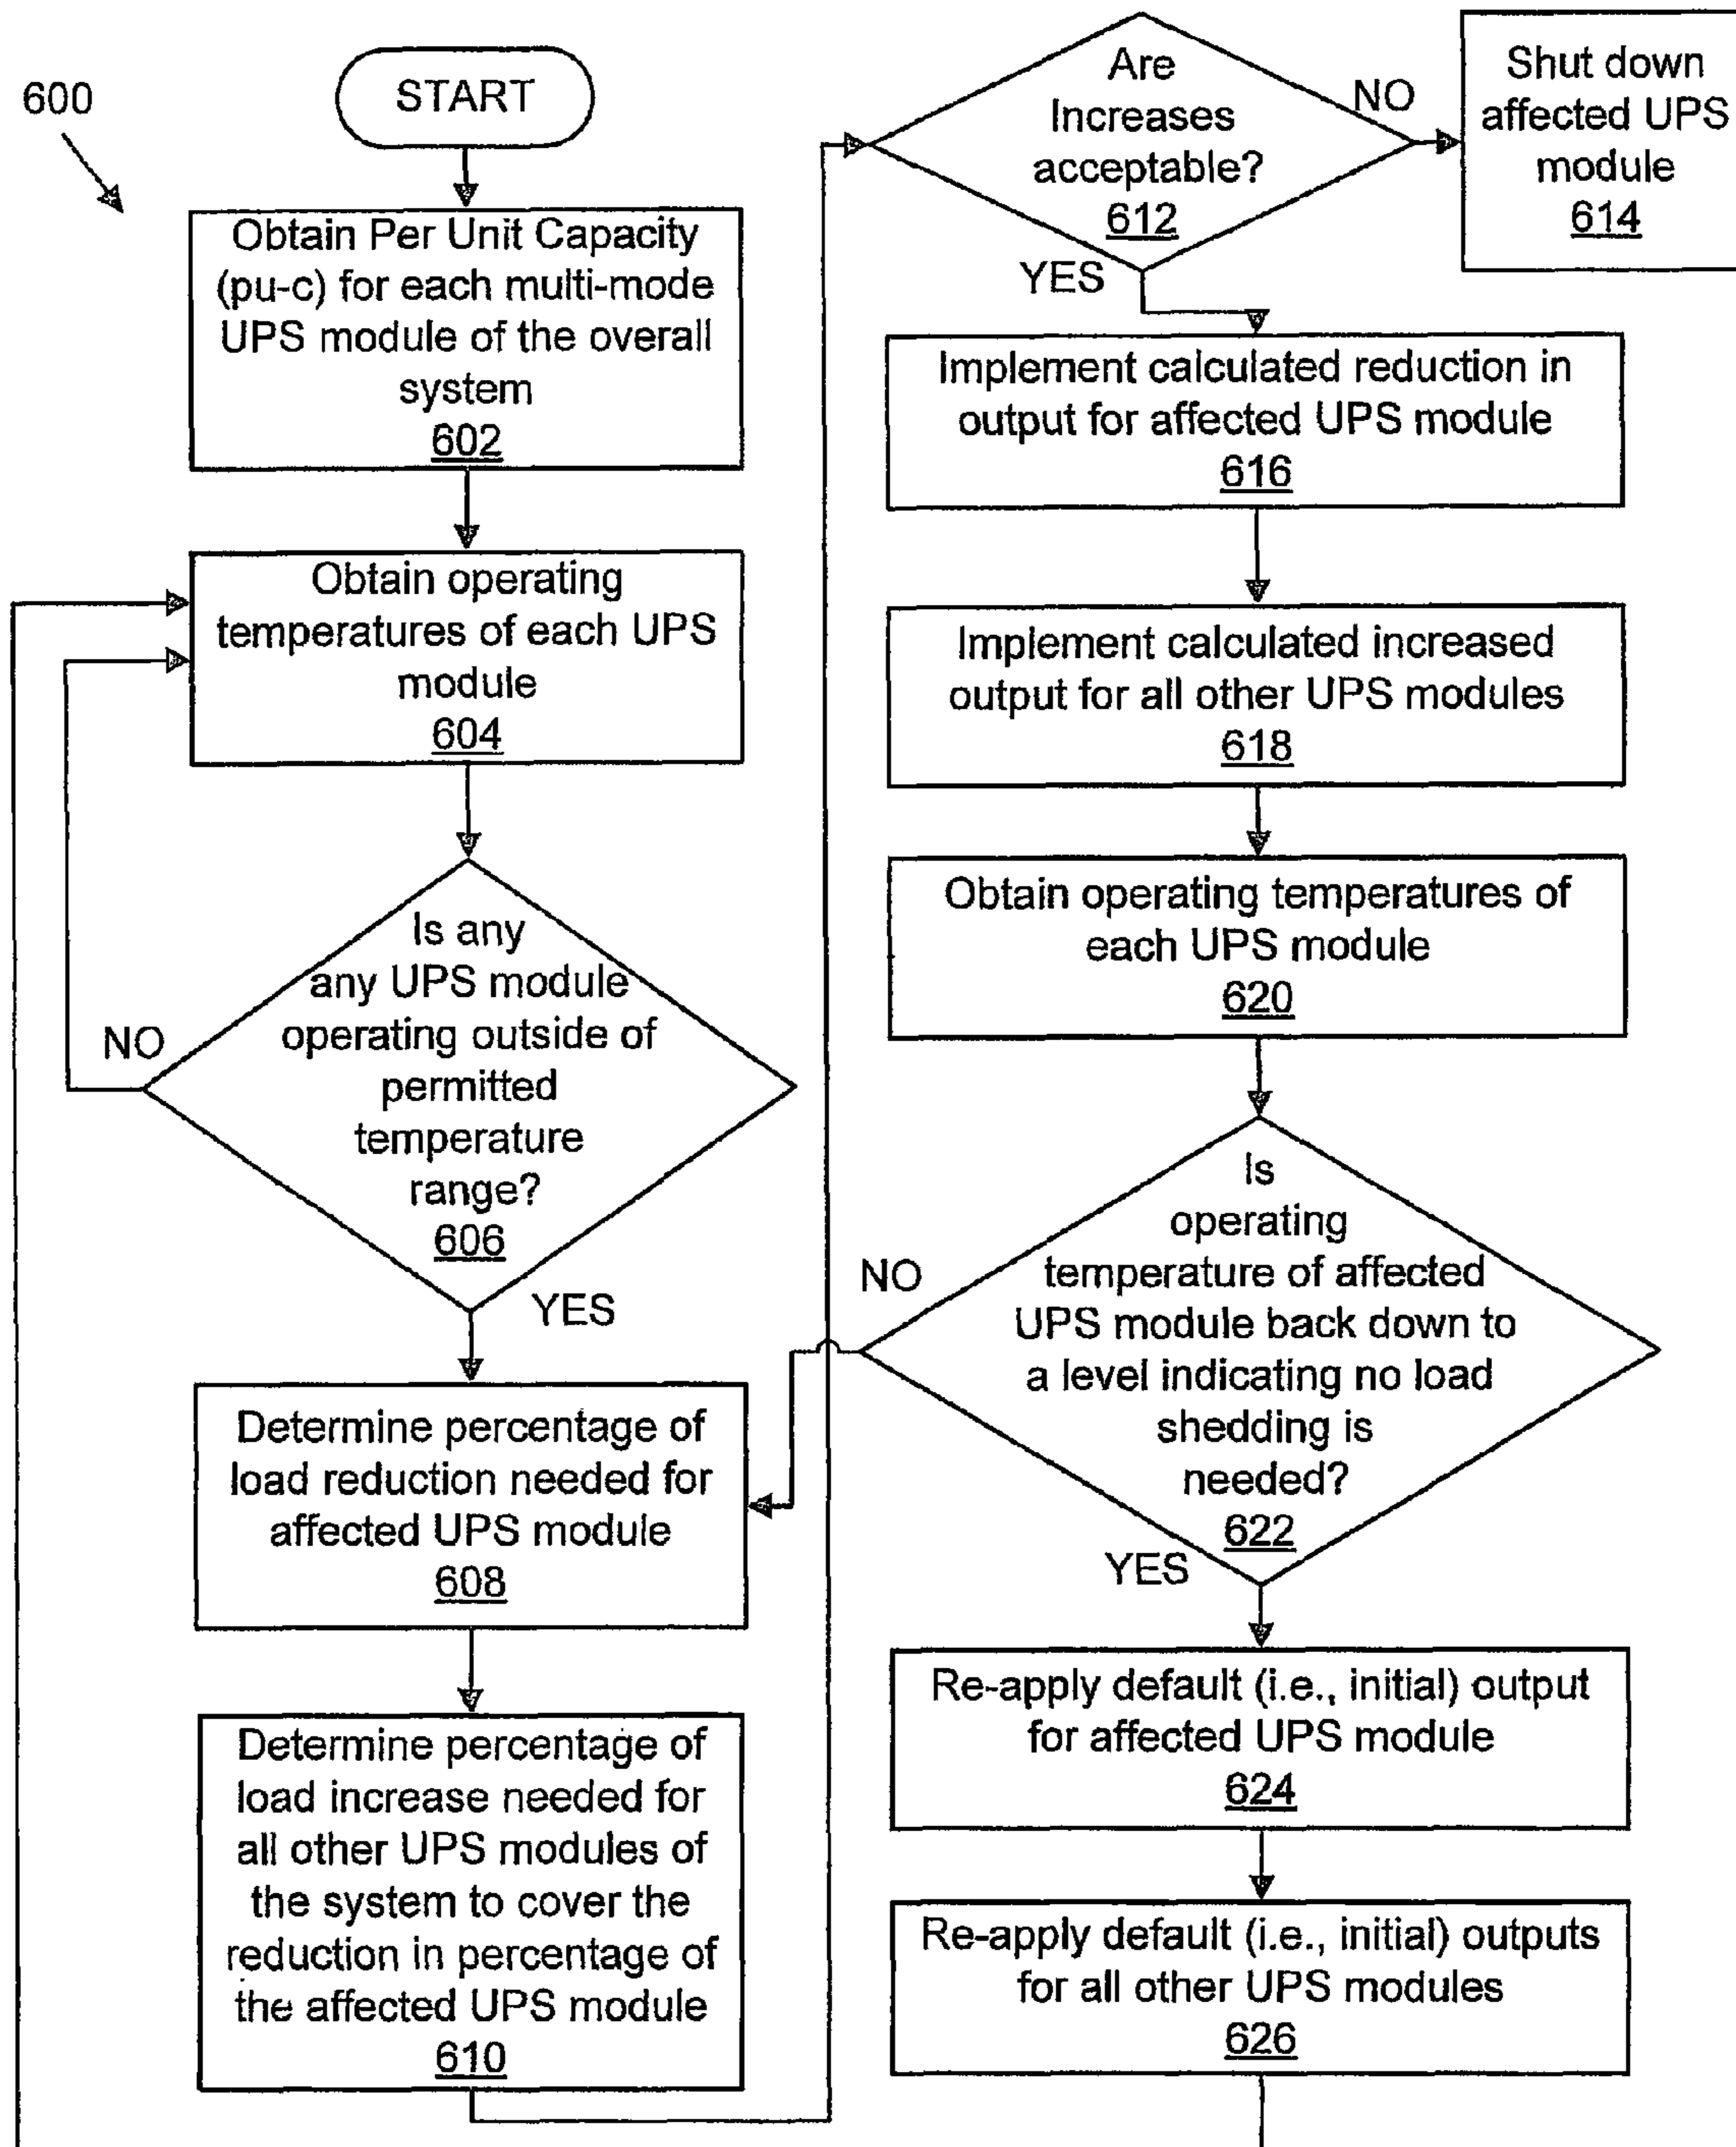 600
START
Obtain Per Unit Capacity
(pu-c) for each multi-mode
UPS module of the overall
system
602
Obtain operating
temperatures of each UPS
module
604
Is any
any UPS module
operating outside of
permitted
temperature
range?
606
NO
YES
Determine percentage of
load reduction needed for
affected UPS module
608
Determine percentage of
load increase needed for
all other UPS modules of
the system to cover the
reduction in percentage of
the affected UPS module
610
Are
Increases
acceptable?
612
NO
YES
Shut down
affected UPS
module
614
Implement calculated reduction in
output for affected UPS module
616
Implement calculated increased
output for all other UPS modules
618
Obtain operating temperatures of
each UPS module
620
Is
operating
temperature of affected
UPS module back down to
a level indicating no load
shedding is
needed?
622
NO
YES
Re-apply default (i.e., initial) output
for affected UPS module
624
Re-apply default (i.e., initial) outputs
for all other UPS modules
626